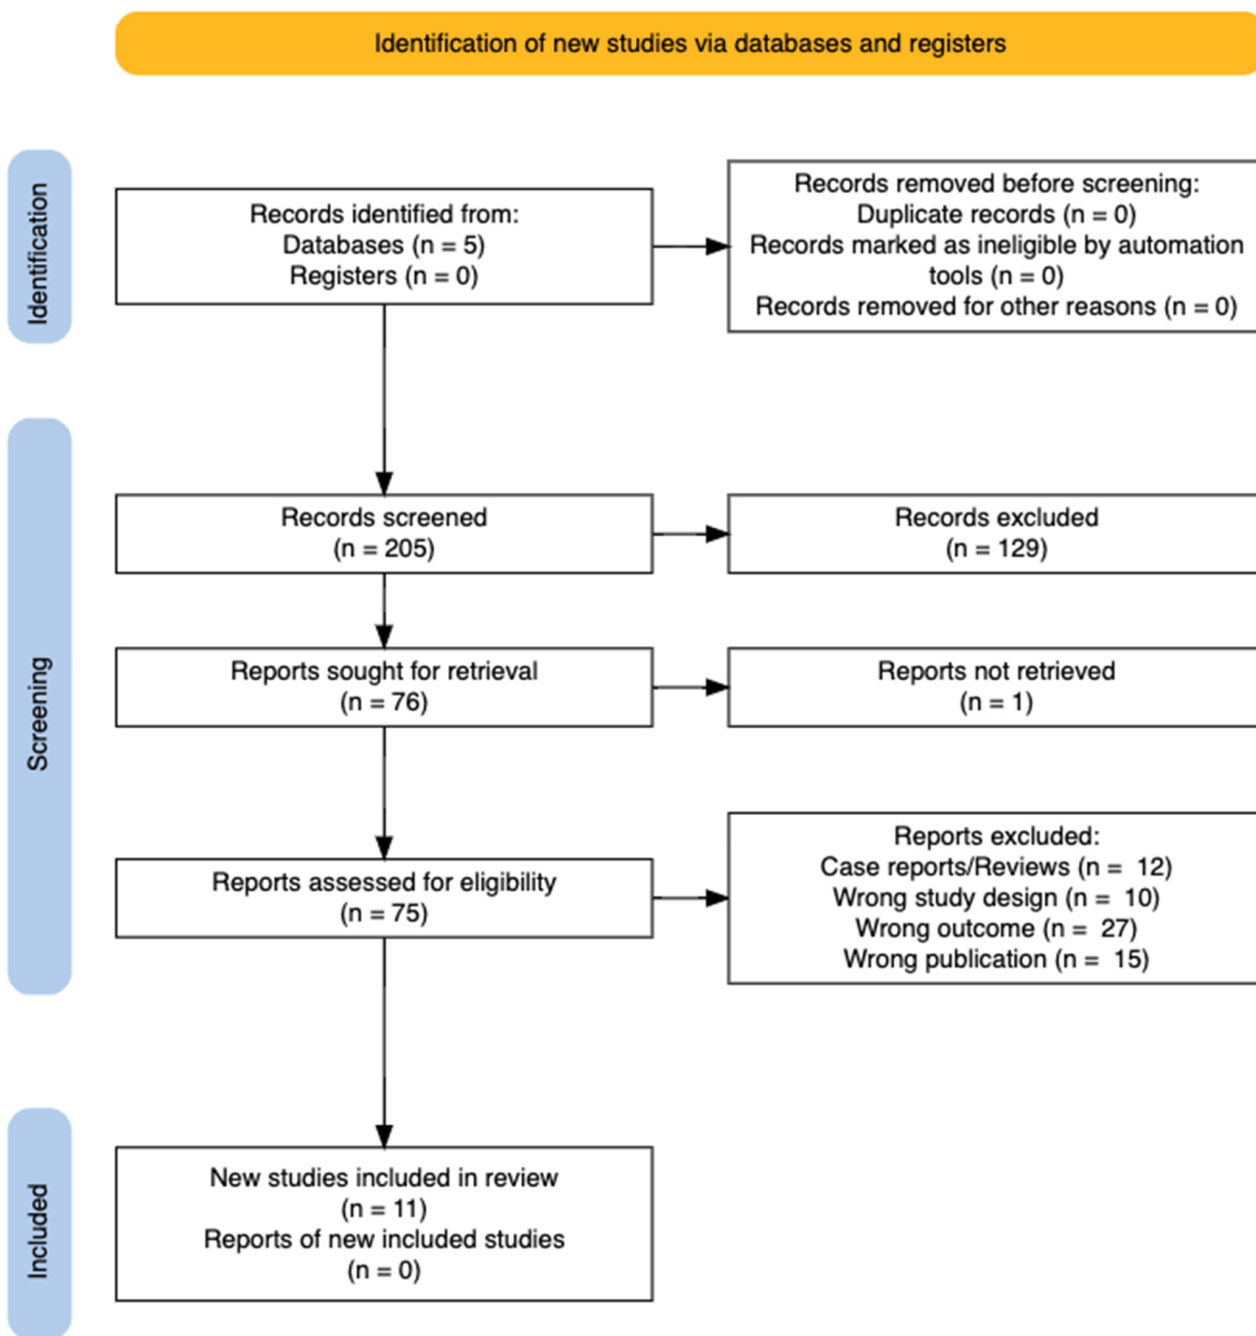 Identification of new studies via databases and registers
Identification
Records identified from:
Databases (n = 5)
Registers (n = 0)
Records removed before screening:
Duplicate records (n = 0)
Records marked as ineligible by automation
tools (n = 0)
Records removed for other reasons (n = 0)
Screening
Records screened
(n = 205)
Records excluded
(n = 129)
Reports sought for retrieval
(n = 76)
Reports not retrieved
(n = 1)
Reports assessed for eligibility
(n = 75)
Reports excluded:
Case reports/Reviews (n = 12)
Wrong study design (n = 10)
Wrong outcome (n = 27)
Wrong publication (n = 15)
Included
New studies included in review
(n = 11)
Reports of new included studies
(n = 0)